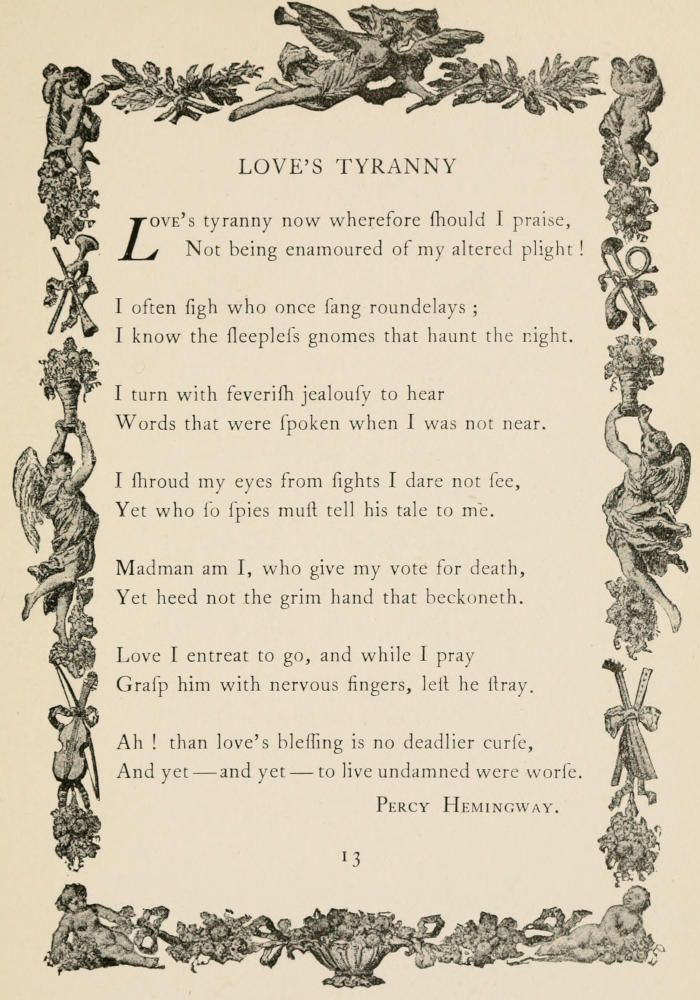 LOVE'S TYRANNY
LOVE'S tyranny now wherefore ſhould I praiſe,
Not being enamoured of my altered plight !
I often ſigh who once ſang roundelays ;
I know the ſleepleſs gnomes that haunt the night.
I turn with feveriſh jealouſy to hear
Words that were ſpoken when I was not near.
I ſhroud my eyes from ſights I dare not ſee,
Yet who ſo ſpies muſt tell his tale to me.
Madman am I, who give my vote for death,
Yet heed not the grim hand that beckoneth.
Love I entreat to go, and while I pray
Graſp him with nervous fingers, leſt he ſtray.
Ah ! than love's bleſſing is no deadlier curſe,
And yet — and yet — to live undamned were worſe.
PERCY HEMINGWAY.
13